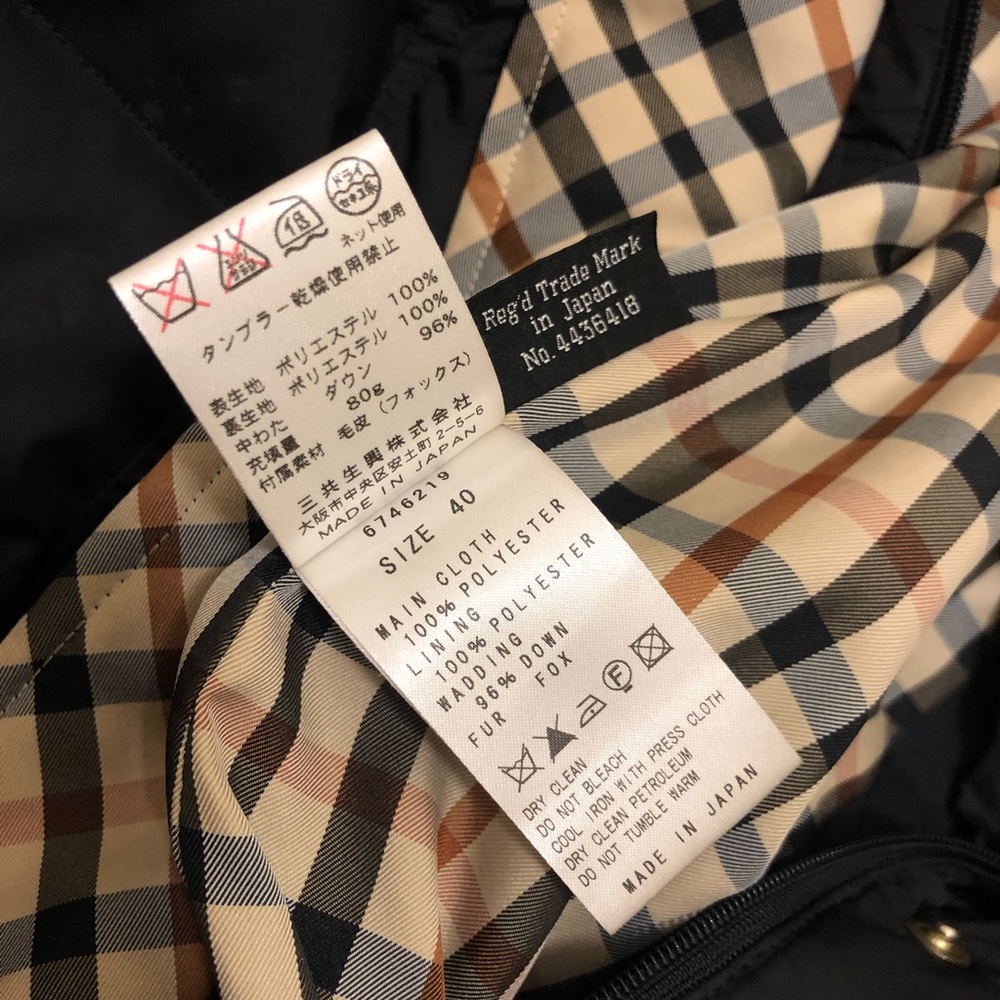 ドライ
セキユ系
低
ネット使用
タンブラー乾燥使用禁止
表生地 ポリエステル 100%
裏生地 ポリエステル 100%
中わた ダウン 96%
充填量 80g
付属素材 毛皮(フォックス)
三共生興株式会社
大阪市中央区安土町2-5-6
MADE IN JAPAN
6746219
SIZE 40
MAIN CLOTH
100% POLYESTER
LINING
100% POLYESTER
WADDING
96% DOWN
FUR FOX
F
DRY CLEAN
DO NOT BLEACH
COOL IRON WITH PRESS CLOTH
DRY CLEAN PETROLEUM
DO NOT TUMBLE WARM
MADE IN JAPAN
Reg'd Trade Mark
in Japan
No. 4436418